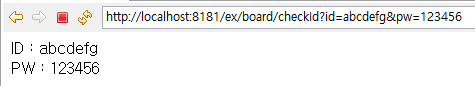 http://localhost:8181/ex/board/checkId?id=abcdefg&pw=123456
ID : abcdefg
PW : 123456